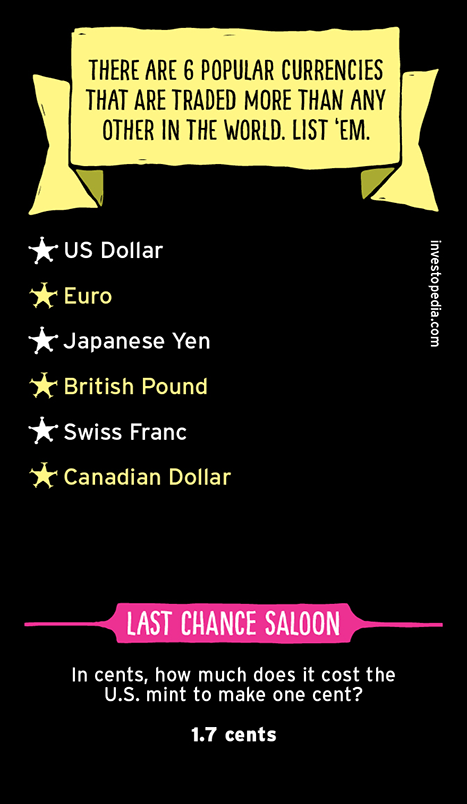 THERE ARE 6 POPULAR CURRENCIES
THAT ARE TRADED MORE THAN ANY
OTHER IN THE WORLD. LIST ‘EM.
US Dollar
Euro
Japanese Yen
British Pound
Swiss Franc
Canadian Dollar
investopedia.com
LAST CHANCE SALOON
In cents, how much does it cost the
U.S. mint to make one cent?
1.7 cents